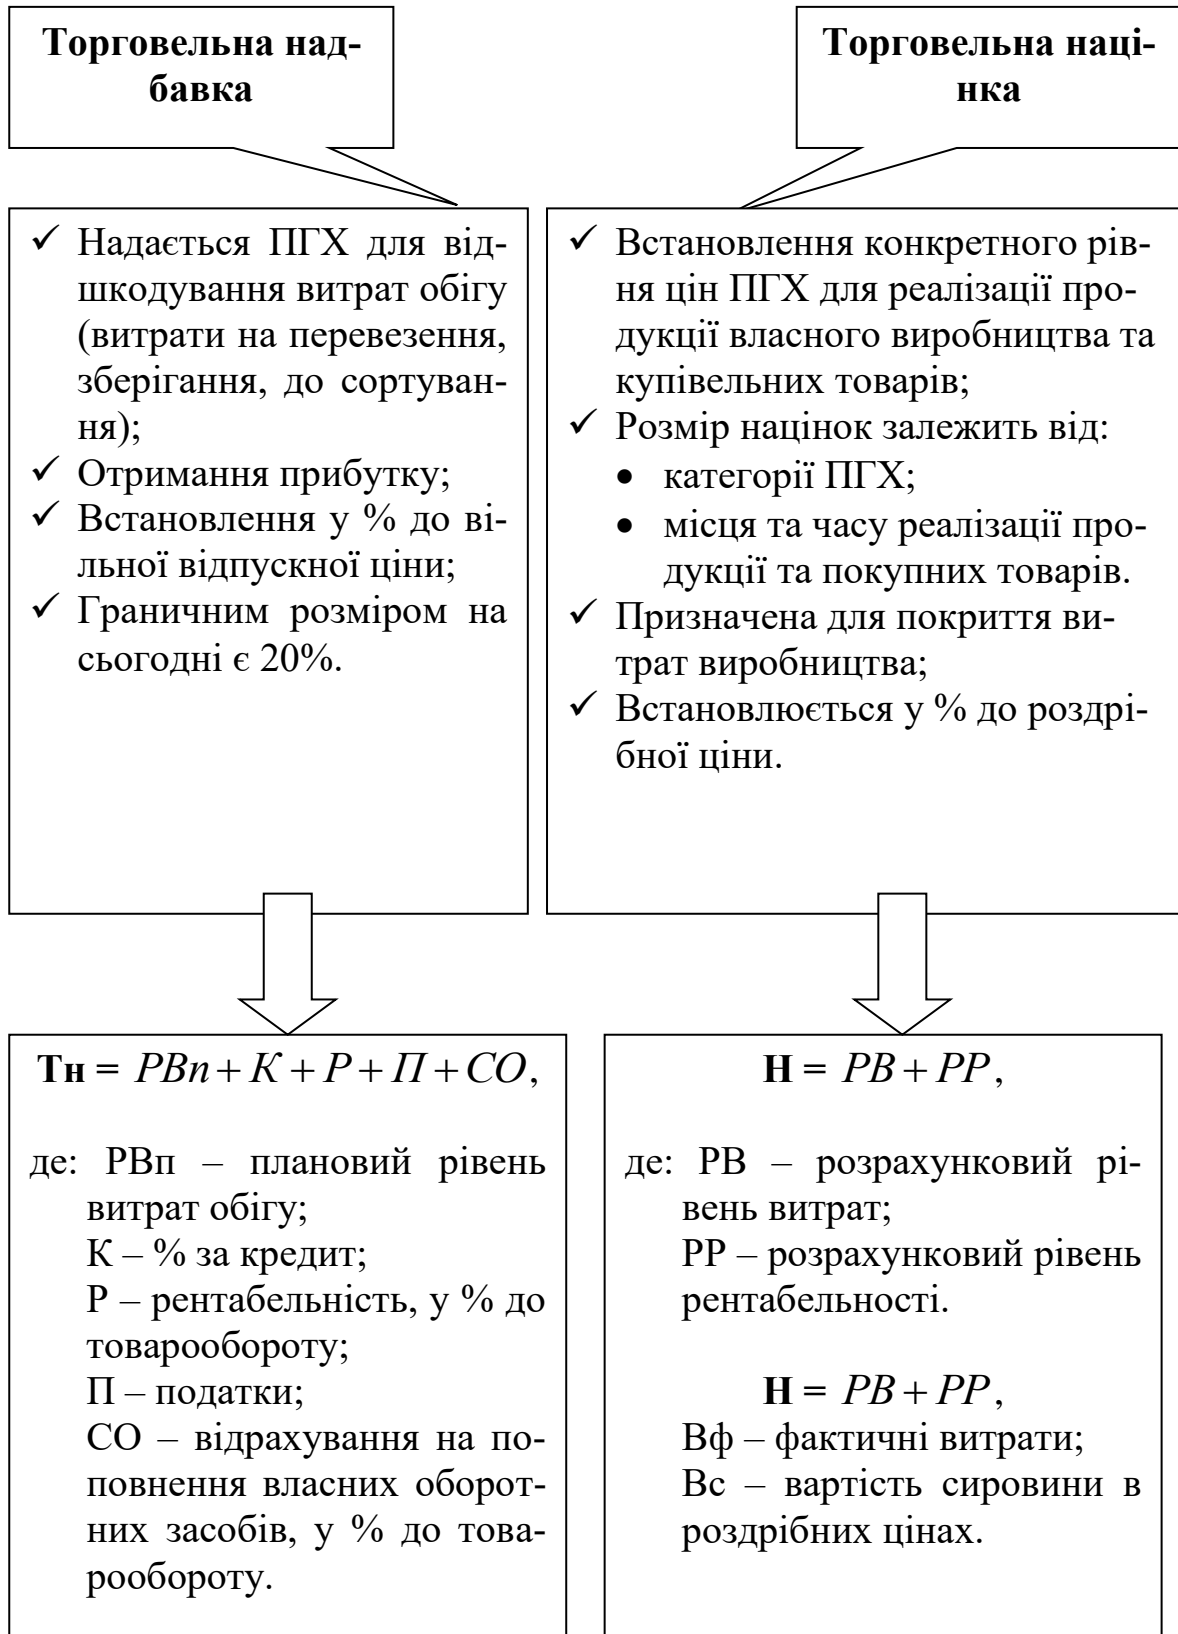 Торговельна над-
бавка
Торговельна наці-
нка
✓ Надається ПГХ для від-
шкодування витрат обігу
(витрати на перевезення,
зберігання, до сортуван-
ня);
✓ Отримання прибутку;
✓ Встановлення у % до ві-
льної відпускної ціни;
✓ Граничним розміром на
сьогодні є 20%.
✓ Встановлення конкретного рів-
ня цін ПГХ для реалізації про-
дукції власного виробництва та
купівельних товарів;
✓ Розмір націнок залежить від:
• категорії ПГХ;
• місця та часу реалізації про-
дукції та покупних товарів.
✓ Призначена для покриття ви-
трат виробництва;
✓ Встановлюється у % до роздрі-
бної ціни.
Тн = РВп + К + Р + П + СО,
де: РВп – плановий рівень
витрат обігу;
К – % за кредит;
Р – рентабельність, у % до
товарообороту;
П – податки;
СО – відрахування на по-
повнення власних оборот-
них засобів, у % до това-
рообороту.
Н = РВ + РР,
де: РВ – розрахунковий рі-
вень витрат;
РР – розрахунковий рівень
рентабельності.
Н = РВ + РР,
Вф – фактичні витрати;
Вс – вартість сировини в
роздрібних цінах.